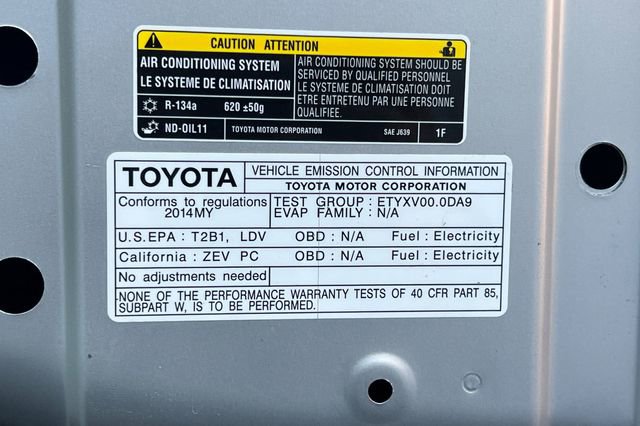 CAUTION ATTENTION
AIR CONDITIONING SYSTEM
LE SYSTEME DE CLIMATISATION
AIR CONDITIONING SYSTEM SHOULD BE
SERVICED BY QUALIFIED PERSONNEL
LE SYSTEME DE CLIMATISATION DOIT
ETRE ENTRETENU PAR UNE PERSONNE
QUALIFIEE
R-134a 620 ±50g
ND-OIL11 TOYOTA MOTOR CORPORATION SAE J639 1F
TOYOTA
VEHICLE EMISSION CONTROL INFORMATION
TOYOTA MOTOR CORPORATION
Conforms to regulations
2014MY
TEST GROUP : ETYXV00.0DA9
EVAP FAMILY : N/A
U.S.EPA : T2B1, LDV OBD : N/A Fuel : Electricity
California : ZEV PC OBD : N/A Fuel : Electricity
No adjustments needed
NONE OF THE PERFORMANCE WARRANTY TESTS OF 40 CFR PART 85,
SUBPART W, IS TO BE PERFORMED.